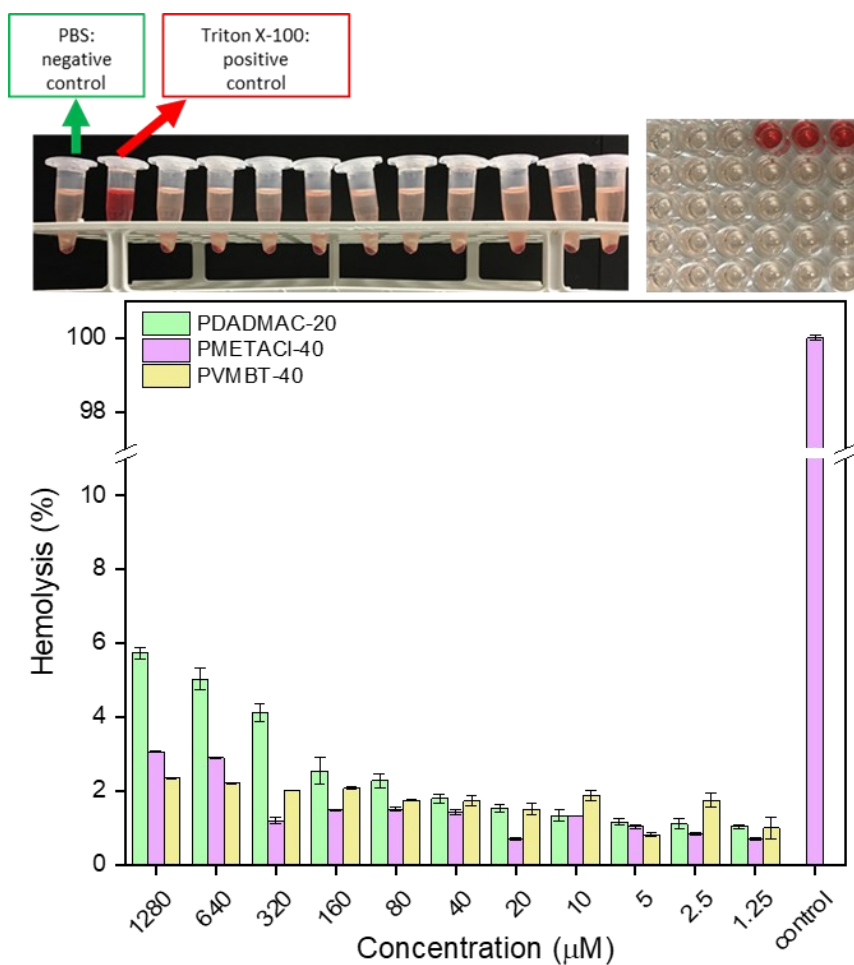 PBS:
negative
control
Triton X-100:
positive
control
PDADMAC-20
PMETACl-40
PVMBT-40
100
98
10
8
6
4
2
0
Hemolysis (%)
1280
640
320
160
80
40
20
10
5
2.5
1.25
control
Concentration (μM)